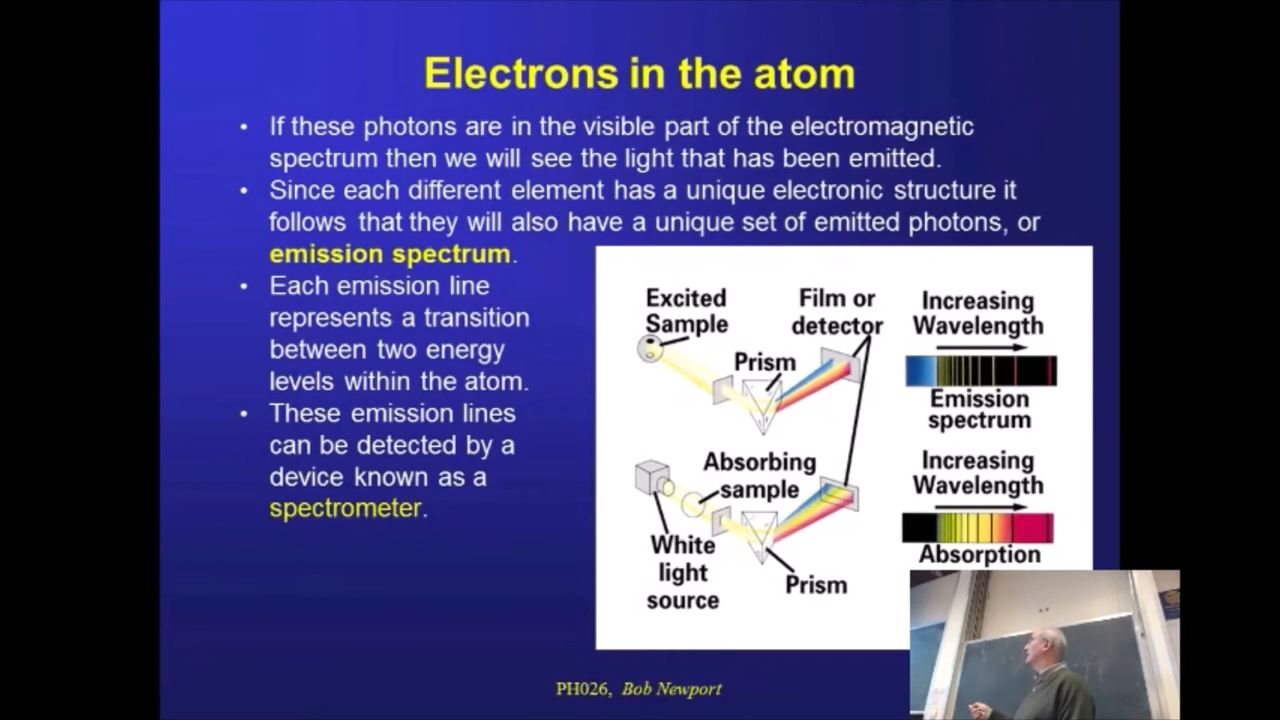 Electrons in the atom
• If these photons are in the visible part of the electromagnetic
spectrum then we will see the light that has been emitted.
• Since each different element has a unique electronic structure it
follows that they will also have a unique set of emitted photons, or
emission spectrum.
• Each emission line
represents a transition
between two energy
levels within the atom.
• These emission lines
can be detected by a
device known as a
spectrometer.
Excited
Sample
Film or
detector
Prism
Increasing
Wavelength
Emission
spectrum
Absorbing
sample
White
light
source
Prism
Increasing
Wavelength
Absorption
PH026, Bob Newport